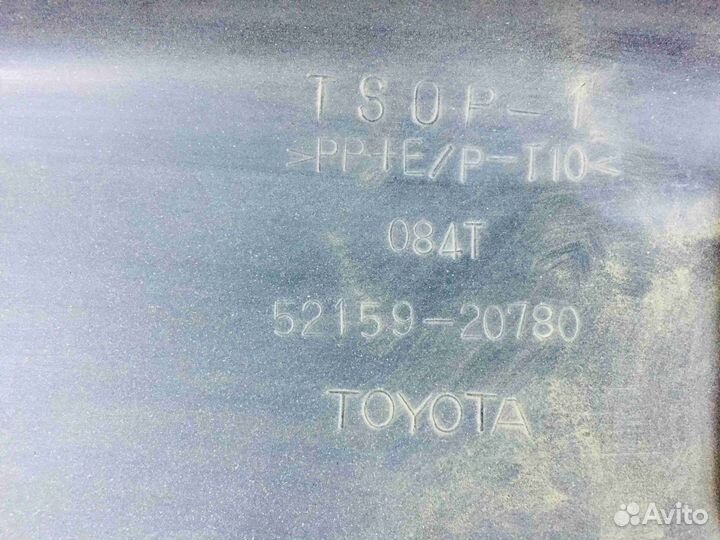 TSOP-1
>PP+E/P-T10<
084T
52159-20780
TOYOTA
Avito